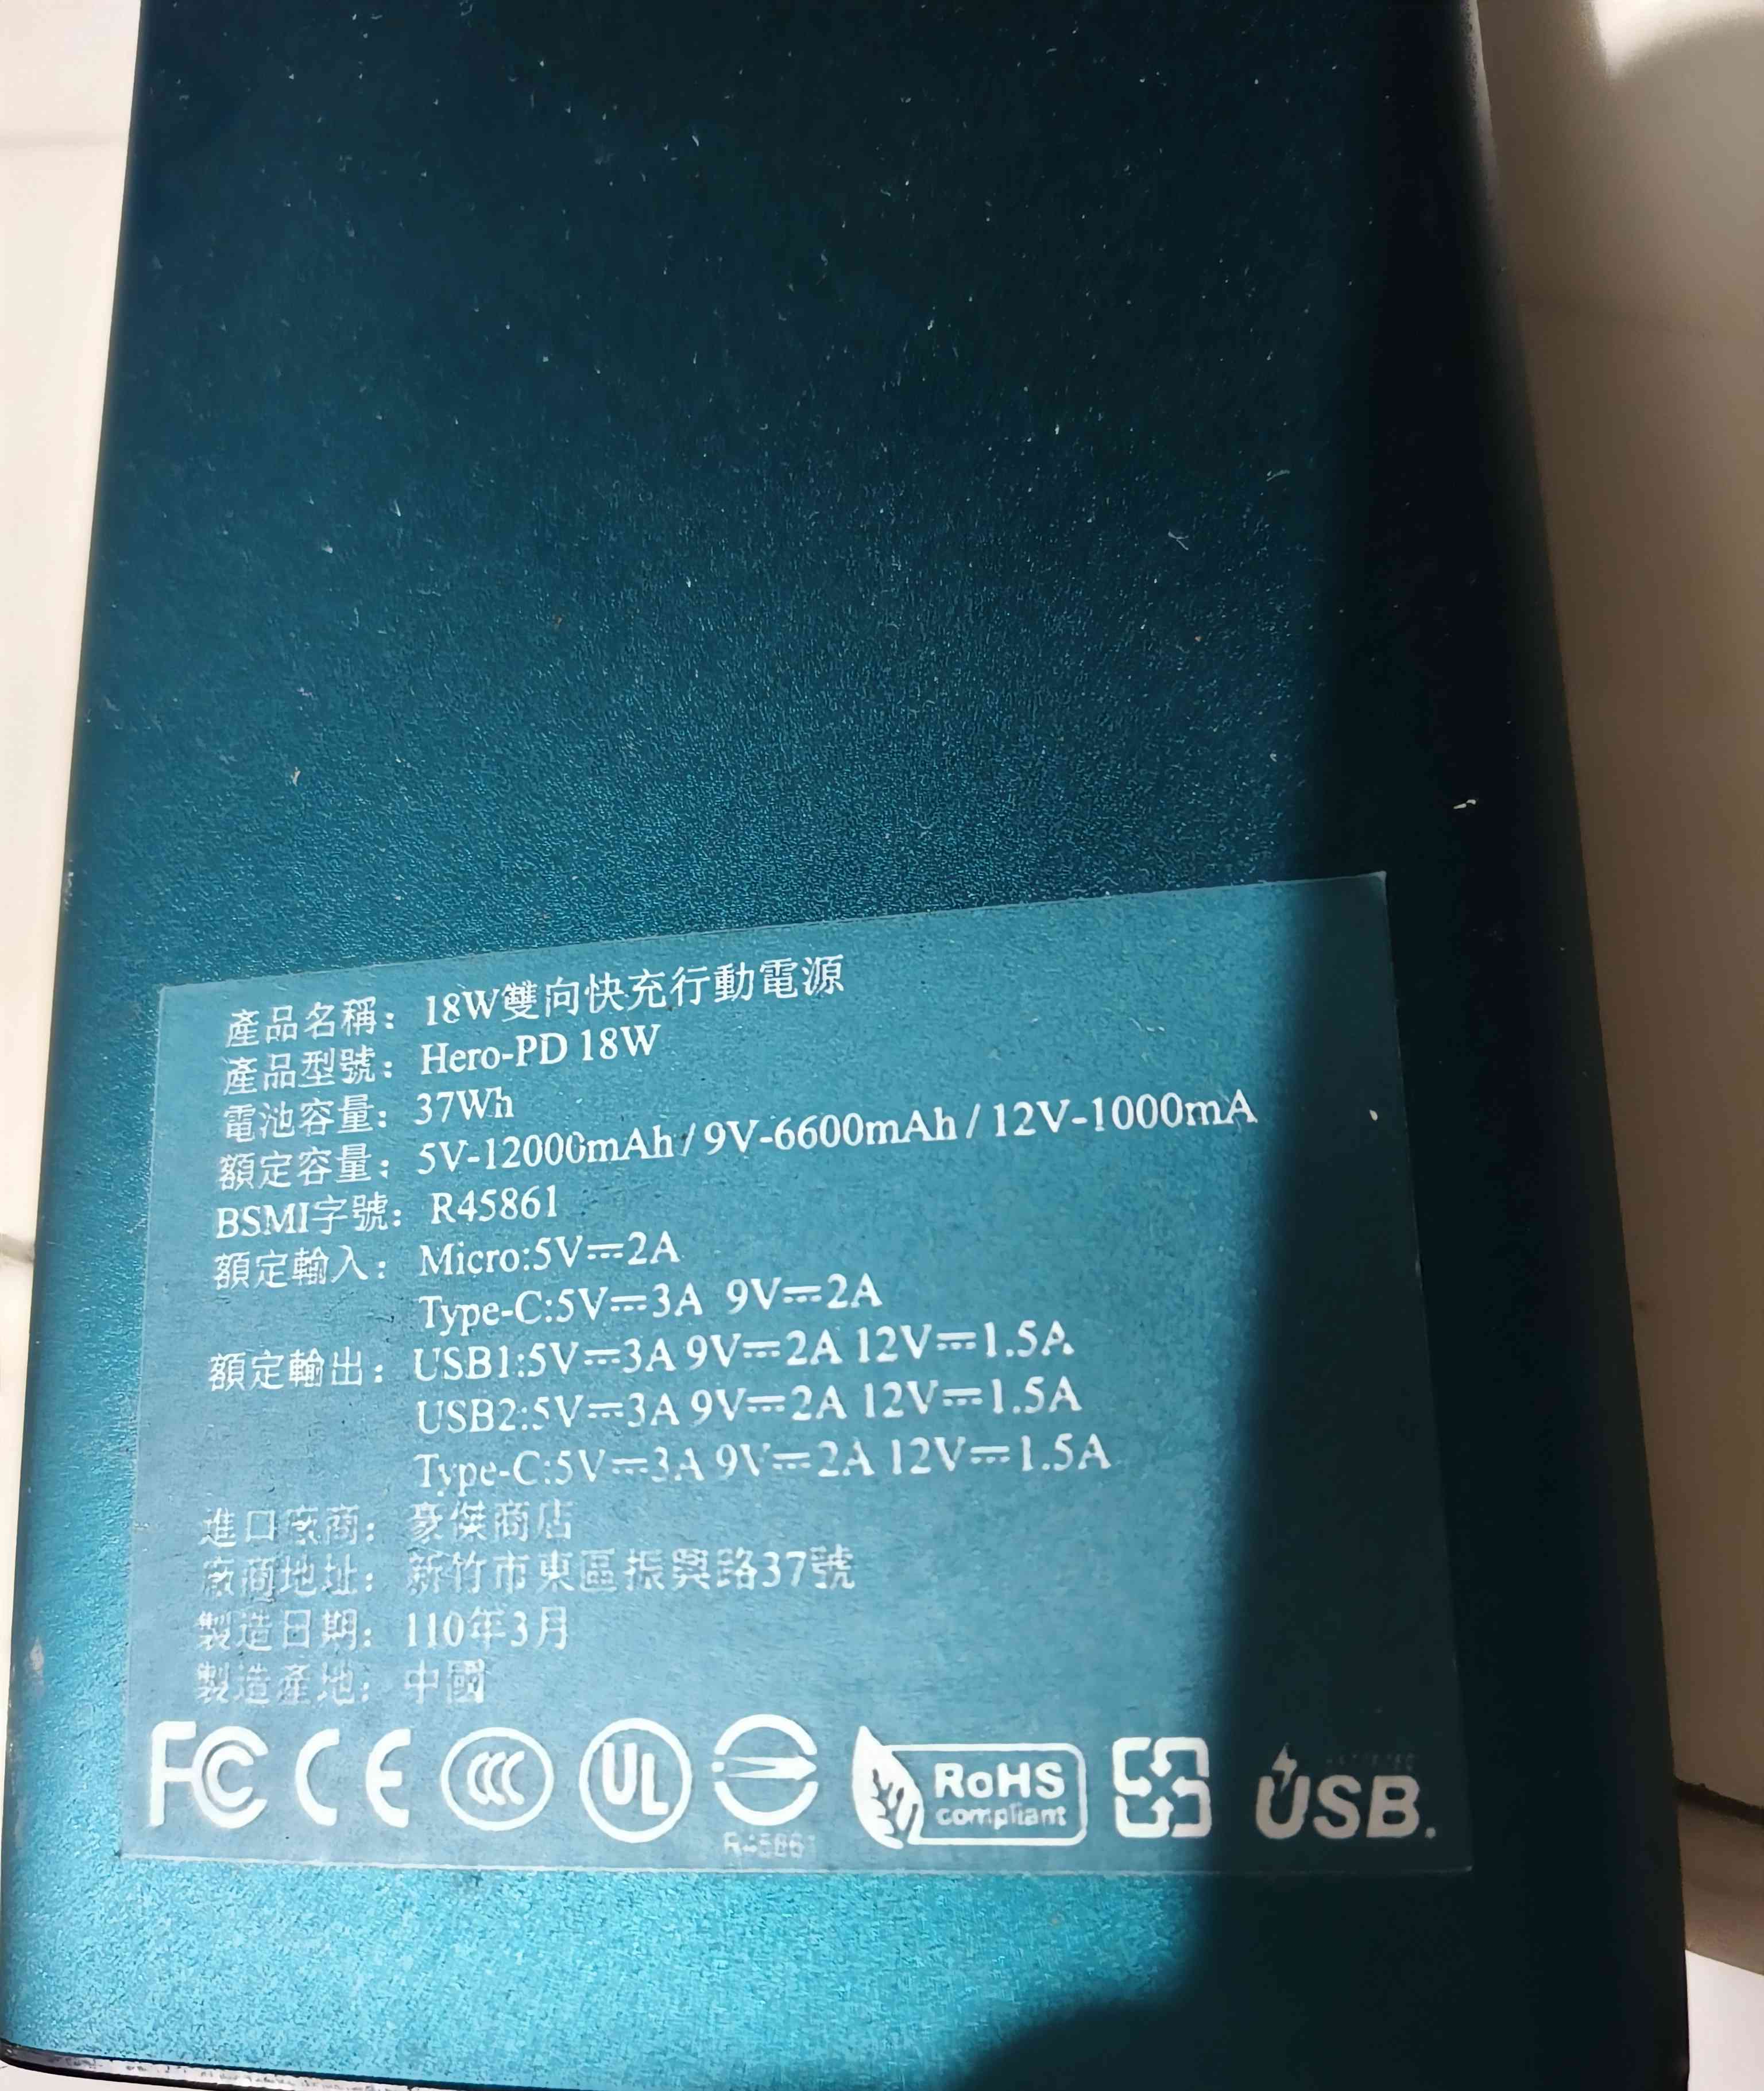 產品名稱：18W雙向快充行動電源
產品型號：Hero-PD 18W
電池容量：37Wh
額定容量：5V-12000mAh / 9V-6600mAh / 12V-1000mA
BSMI字號：R45861
額定輸入：Micro:5V⎓2A
Type-C:5V⎓3A 9V⎓2A
額定輸出：USB1:5V⎓3A 9V⎓2A 12V⎓1.5A
USB2:5V⎓3A 9V⎓2A 12V⎓1.5A
Type-C:5V⎓3A 9V⎓2A 12V⎓1.5A
進口廠商：豪傑商店
廠商地址：新竹市東區振興路37號
製造日期：110年3月
製造產地：中國
FC CE CCC UL RoHS compliant USB.
R45861